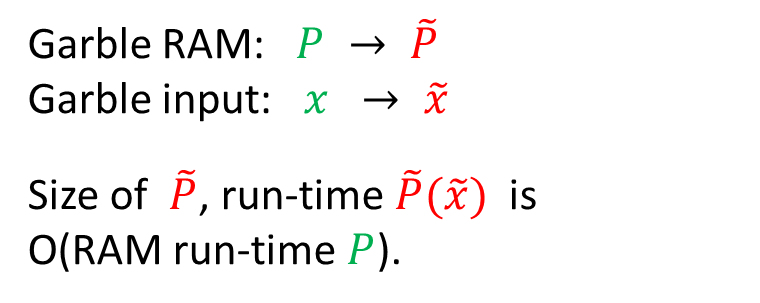 Garble RAM: P → P̃
Garble input: x → x̃
Size of P̃, run-time P̃(x̃) is
O(RAM run-time P).